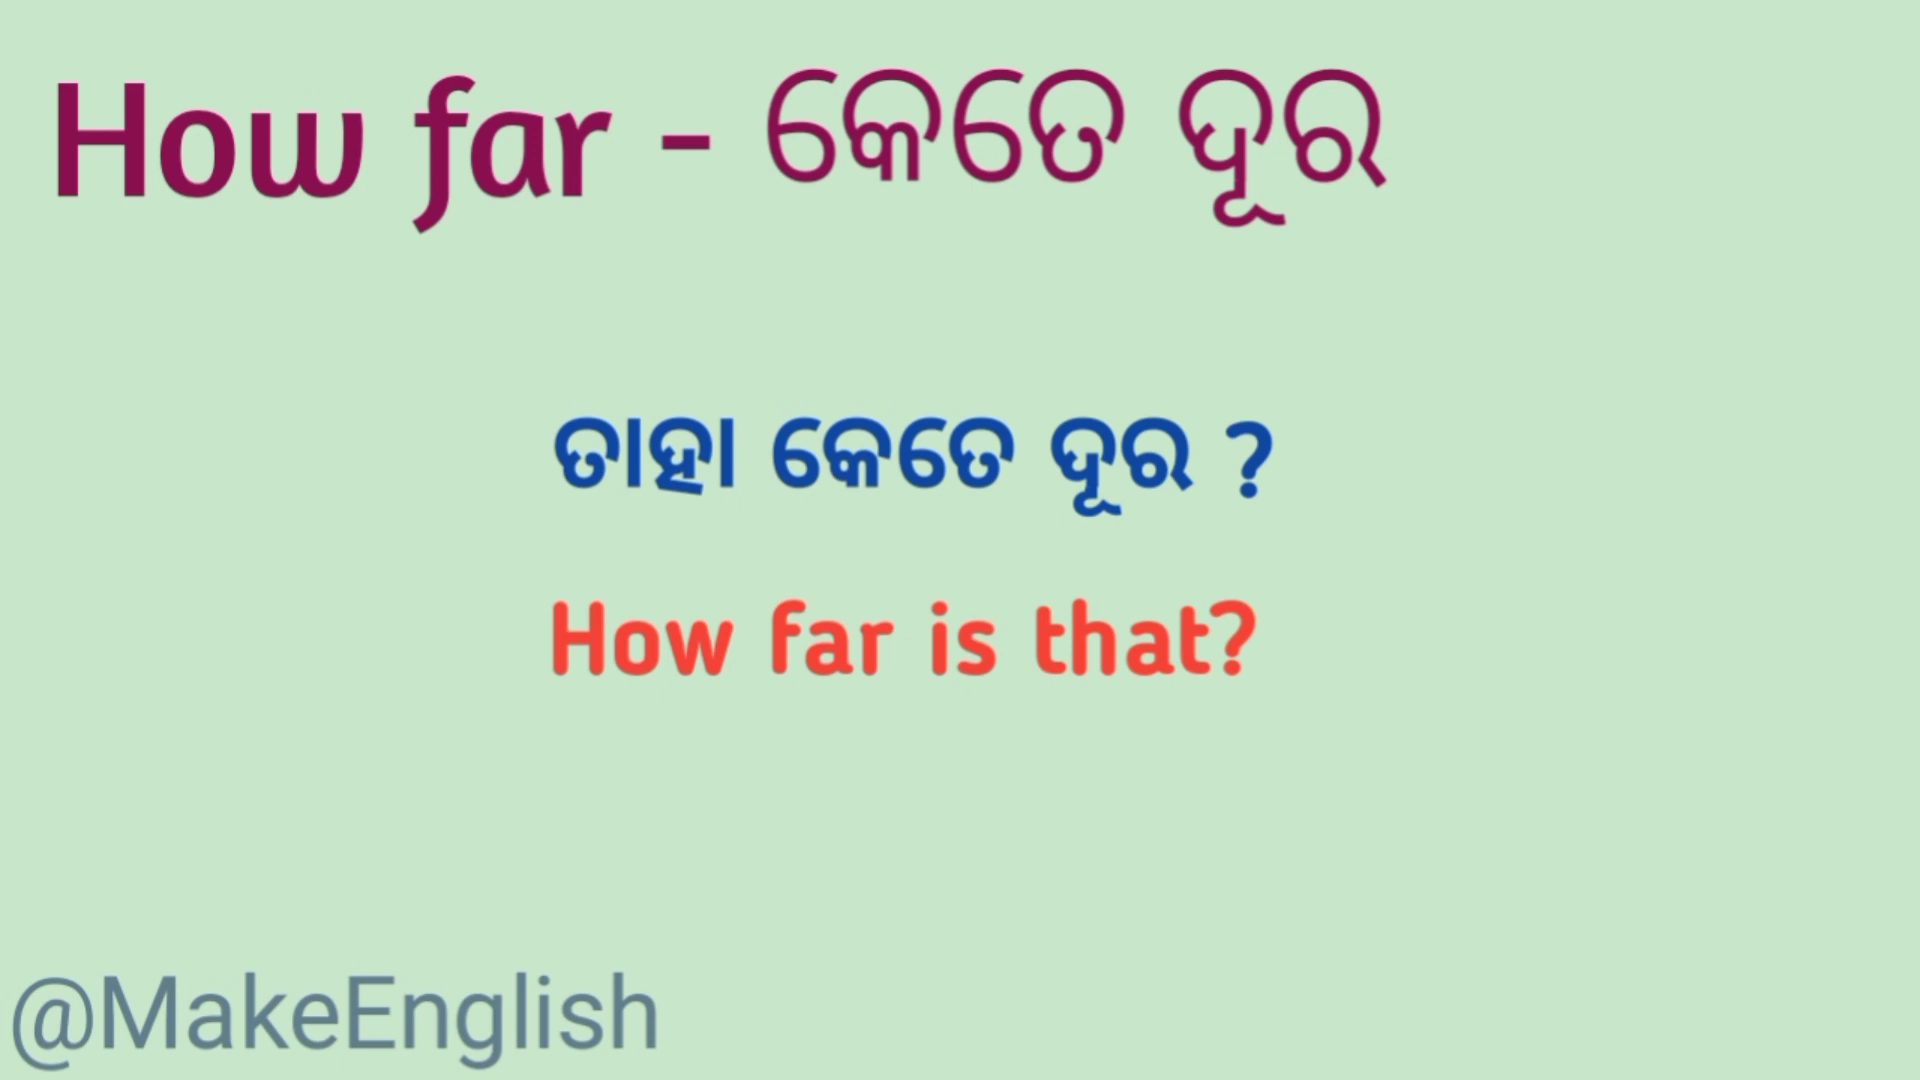 How far - କେତେ ଦୂର
ତାହା କେତେ ଦୂର ?
How far is that?
@MakeEnglish